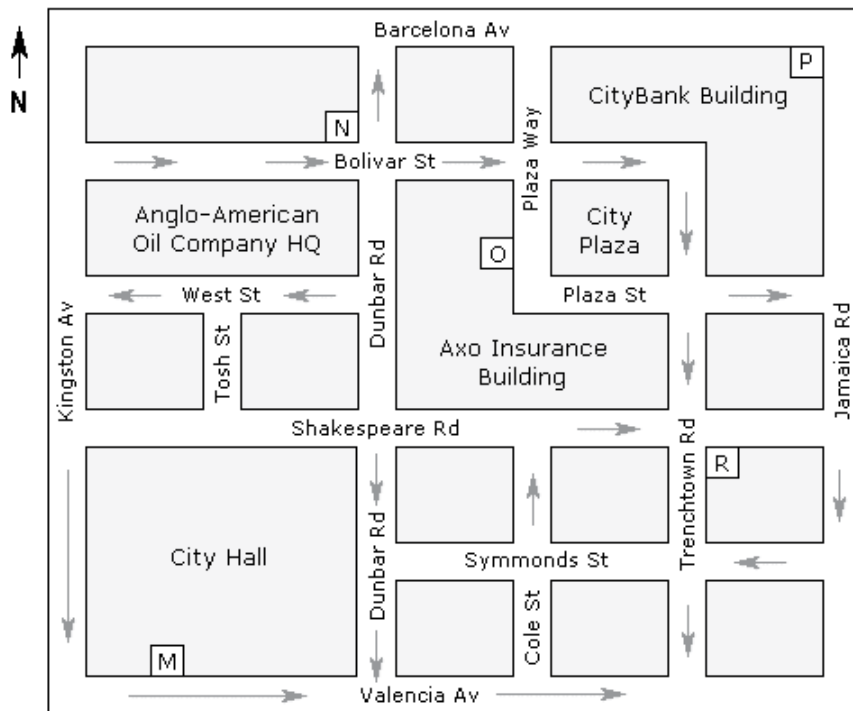 Barcelona Av
N
P
CityBank Building
N
Plaza Way
Bolivar St
Anglo-American
Oil Company HQ
Dunbar Rd
O
City
Plaza
West St
Plaza St
Kingston Av
Tosh St
Axo Insurance
Building
Jamaica Rd
Shakespeare Rd
Trenchtown Rd
R
City Hall
Dunbar Rd
Symmonds St
Cole St
M
Valencia Av